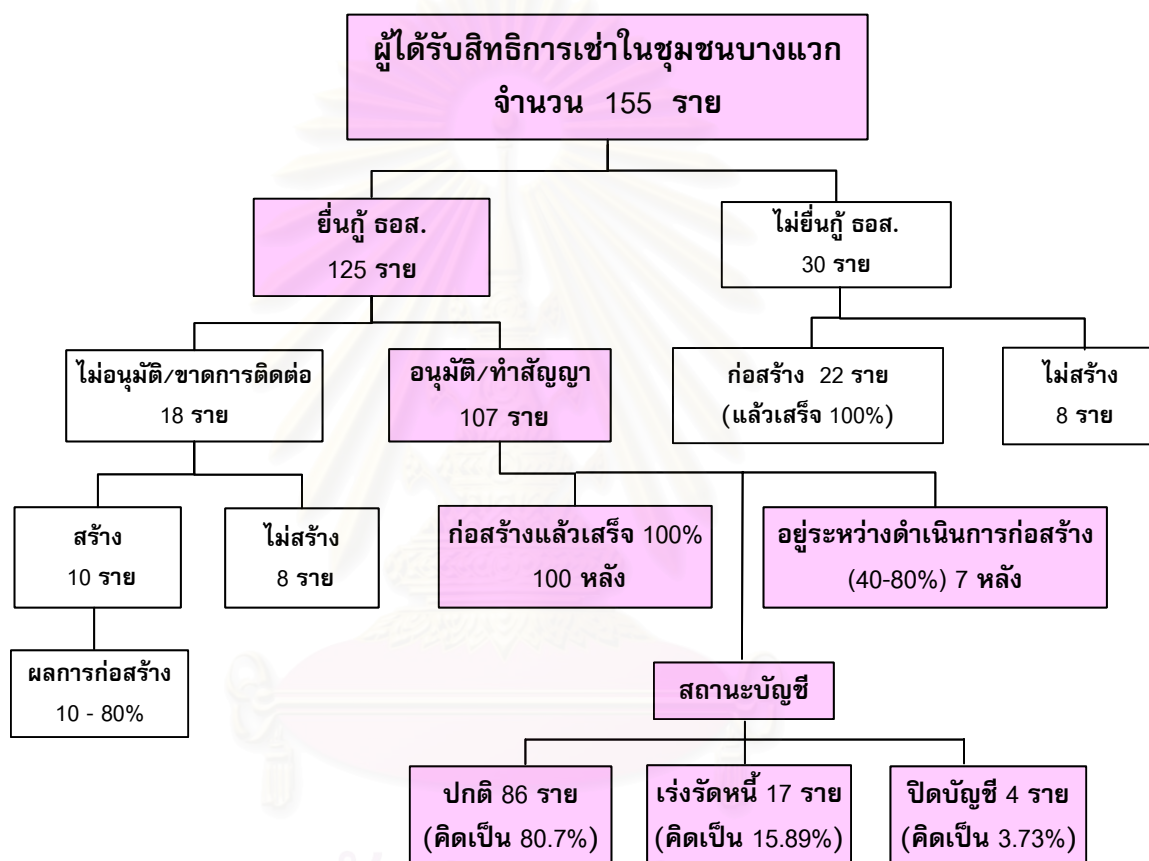 ผู้ได้รับสิทธิการเช่าในชุมชนบางแวก
จำนวน 155 ราย
ยื่นกู้ ธอส.
125 ราย
ไม่ยื่นกู้ ธอส.
30 ราย
ไม่อนุมัติ/ขาดการติดต่อ
18 ราย
อนุมัติ/ทำสัญญา
107 ราย
ก่อสร้าง 22 ราย
(แล้วเสร็จ 100%)
ไม่สร้าง
8 ราย
สร้าง
10 ราย
ไม่สร้าง
8 ราย
ก่อสร้างแล้วเสร็จ 100%
100 หลัง
อยู่ระหว่างดำเนินการก่อสร้าง
(40-80%) 7 หลัง
ผลการก่อสร้าง
10 - 80%
สถานะบัญชี
ปกติ 86 ราย
(คิดเป็น 80.7%)
เร่งรัดหนี้ 17 ราย
(คิดเป็น 15.89%)
ปิดบัญชี 4 ราย
(คิดเป็น 3.73%)